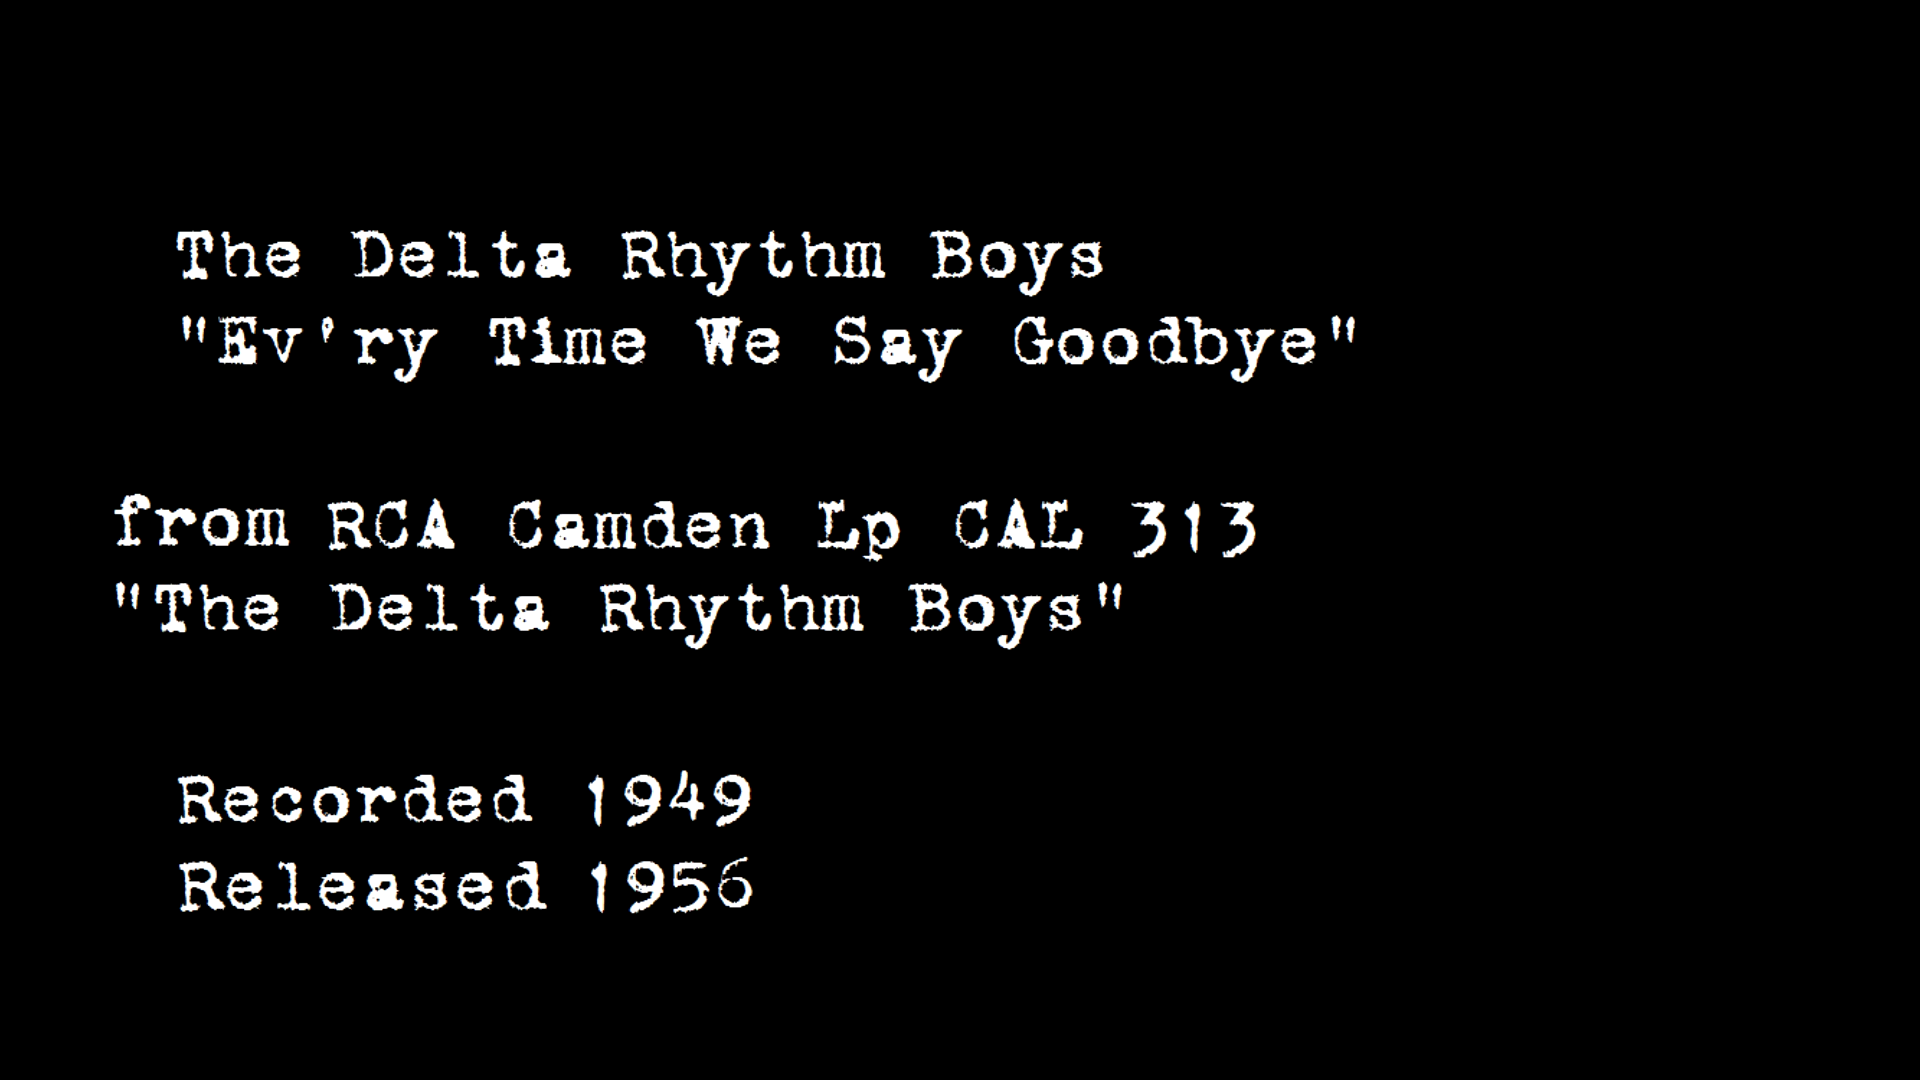 The Delta Rhythm Boys
"Ev'ry Time We Say Goodbye"
from RCA Camden Lp CAL 313
"The Delta Rhythm Boys"
Recorded 1949
Released 1956